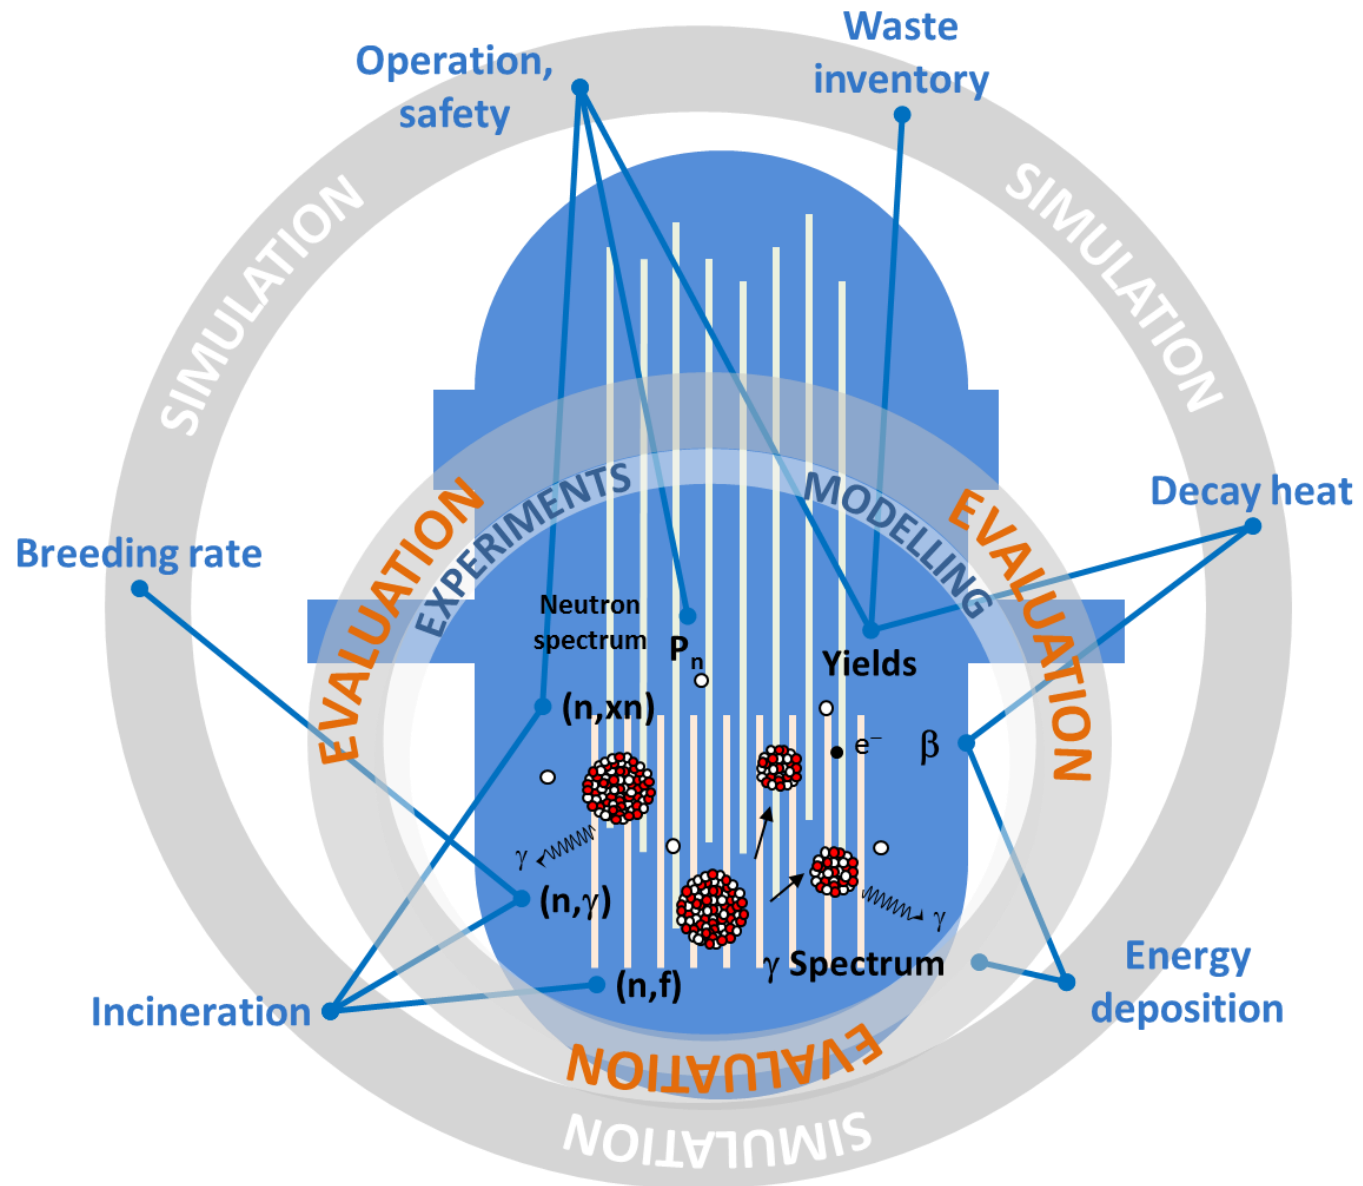 Operation,
safety
Waste
inventory
SIMULATION
SIMULATION
Decay heat
Breeding rate
EVALUATION
EXPERIMENTS
MODELLING
EVALUATION
Neutron
spectrum
Pn
Yields
(n,xn)
e−
β
γ
(n,γ)
γ
γ Spectrum
(n,f)
Energy
deposition
Incineration
EVALUATION
SIMULATION